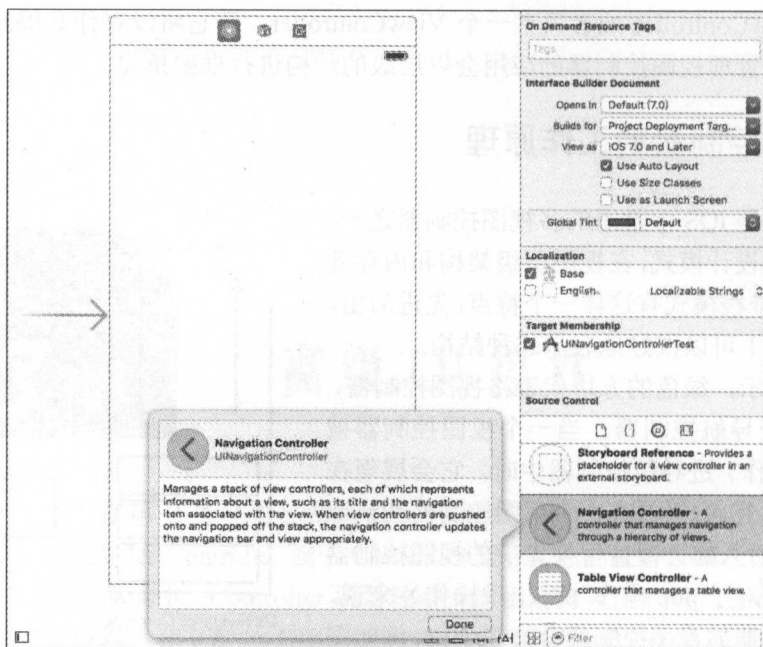 On Demand Resource Tags
Tags
Interface Builder Document
Opens in Default (7.0)
Builds for Project Deployment Targ...
View as iOS 7.0 and Later
Use Auto Layout
Use Size Classes
Use as Launch Screen
Global Tint Default
Localization
Base
English Localizable Strings
Target Membership
UINavigationControllerTest
Source Control
Storyboard Reference - Provides a
placeholder for a view controller in an
external storyboard.
Navigation Controller - A
controller that manages navigation
through a hierarchy of views.
Table View Controller - A
controller that manages a table view.
Filter
Navigation Controller
UINavigationController
Manages a stack of view controllers, each of which represents
information about a view, such as its title and the navigation
item associated with the view. When view controllers are pushed
onto and popped off the stack, the navigation controller updates
the navigation bar and view appropriately.
Done